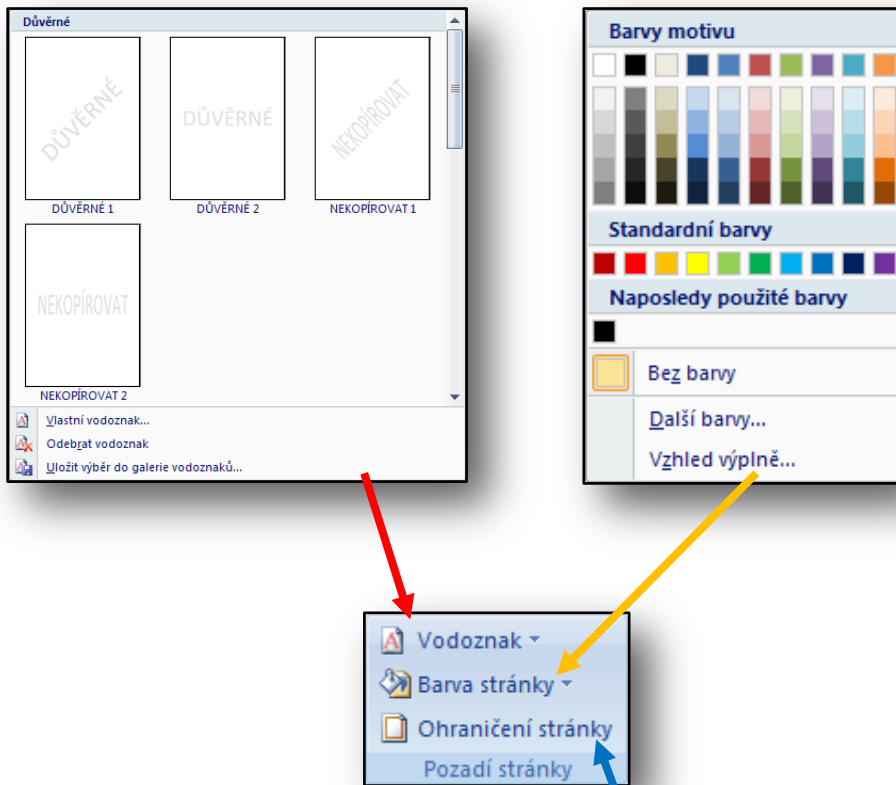 Důvěrné
DŮVĚRNÉ
DŮVĚRNÉ
NEKOPÍROVAT
DŮVĚRNÉ 1
DŮVĚRNÉ 2
NEKOPÍROVAT 1
NEKOPÍROVAT
NEKOPÍROVAT 2
Vlastní vodoznak...
Odebrat vodoznak
Uložit výběr do galerie vodoznaků...
Barvy motivu
Standardní barvy
Naposledy použité barvy
Bez barvy
Další barvy...
Vzhled výplně...
Vodoznak
Barva stránky
Ohraničení stránky
Pozadí stránky